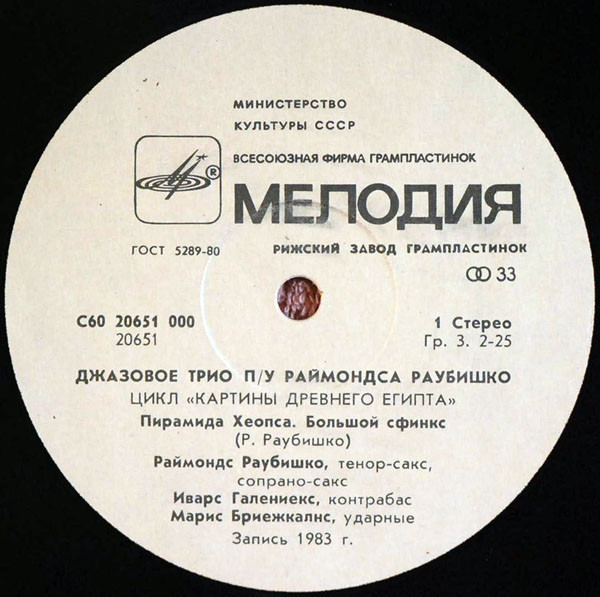 МИНИСТЕРСТВО
КУЛЬТУРЫ СССР
ВСЕСОЮЗНАЯ ФИРМА ГРАМПЛАСТИНОК
®
МЕЛОДИЯ
ГОСТ 5289-80 РИЖСКИЙ ЗАВОД ГРАМПЛАСТИНОК
33
С60 20651 000 1 Стерео
20651 Гр. 3. 2-25
ДЖАЗОВОЕ ТРИО П/У РАЙМОНДСА РАУБИШКО
ЦИКЛ «КАРТИНЫ ДРЕВНЕГО ЕГИПТА»
Пирамида Хеопса. Большой сфинкс
(Р. Раубишко)
Раймондс Раубишко, тенор-сакс,
сопрано-сакс
Иварс Галениекс, контрабас
Марис Бриежкалнс, ударные
Запись 1983 г.